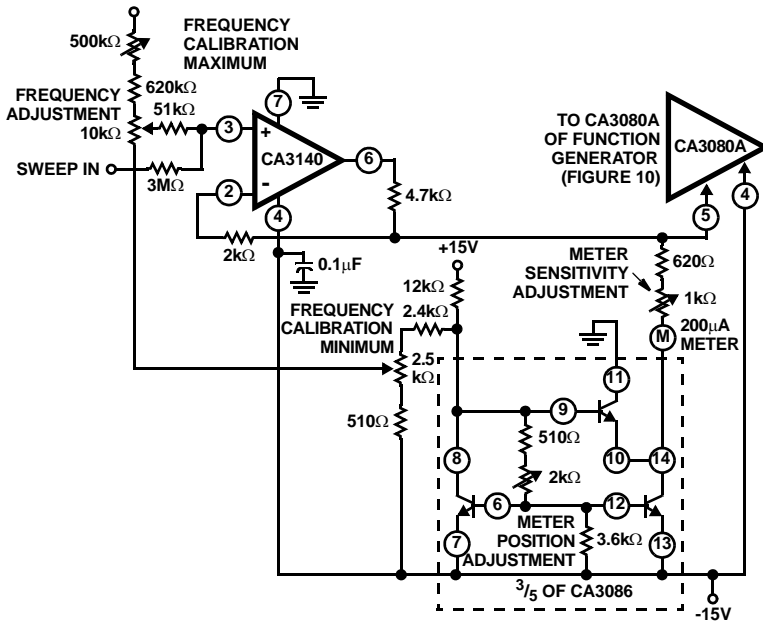 500kΩ
FREQUENCY
CALIBRATION
MAXIMUM
620kΩ
FREQUENCY
ADJUSTMENT
10kΩ
51kΩ
SWEEP IN
3MΩ
7
3
+
CA3140
6
2
-
4
4.7kΩ
2kΩ
0.1μF
TO CA3080A
OF FUNCTION
GENERATOR
(FIGURE 10)
CA3080A
4
5
+15V
12kΩ
2.4kΩ
FREQUENCY
CALIBRATION
MINIMUM
2.5
kΩ
510Ω
METER
SENSITIVITY
ADJUSTMENT
620Ω
1kΩ
M
200μA
METER
11
9
510Ω
8
10
14
2kΩ
6
12
METER
POSITION
ADJUSTMENT
3.6kΩ
7
13
3/5 OF CA3086
-15V